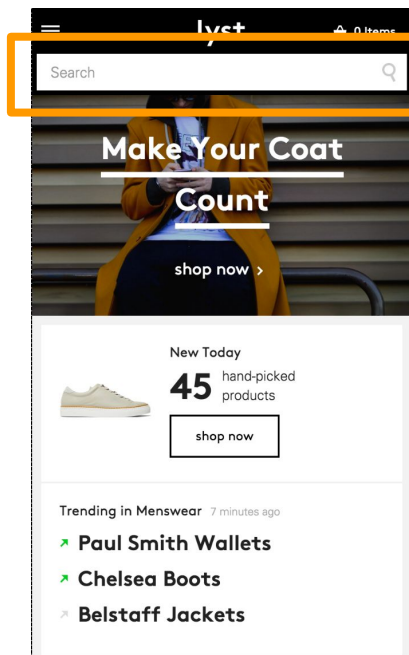 lyst
0 Items
Search
Make Your Coat
Count
shop now >
New Today
45 hand-picked
products
shop now
Trending in Menswear 7 minutes ago
Paul Smith Wallets
Chelsea Boots
Belstaff Jackets